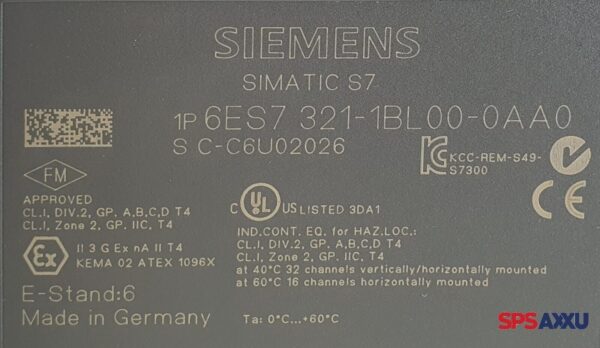 SIEMENS
SIMATIC S7
1P 6ES7 321-1BL00-0AA0
S C-C6U02026
KCC-REM-S49-
S7300
FM
APPROVED
CL.I, DIV.2, GP. A,B,C,D T4
CL.I, Zone 2, GP. IIC, T4
C UL US LISTED 3DA1
IND.CONT. EQ. for HAZ.LOC.:
CL.I, DIV.2, GP. A,B,C,D T4
CL.I, Zone 2, GP. IIC T4
at 40°C 32 channels vertically/horizontally mounted
at 60°C 16 channels horizontally mounted
CE
Ex
II 3 G Ex nA II T4
KEMA 02 ATEX 1096X
E-Stand:6
Made in Germany
Ta: 0°C...+60°C
SPSAXXU